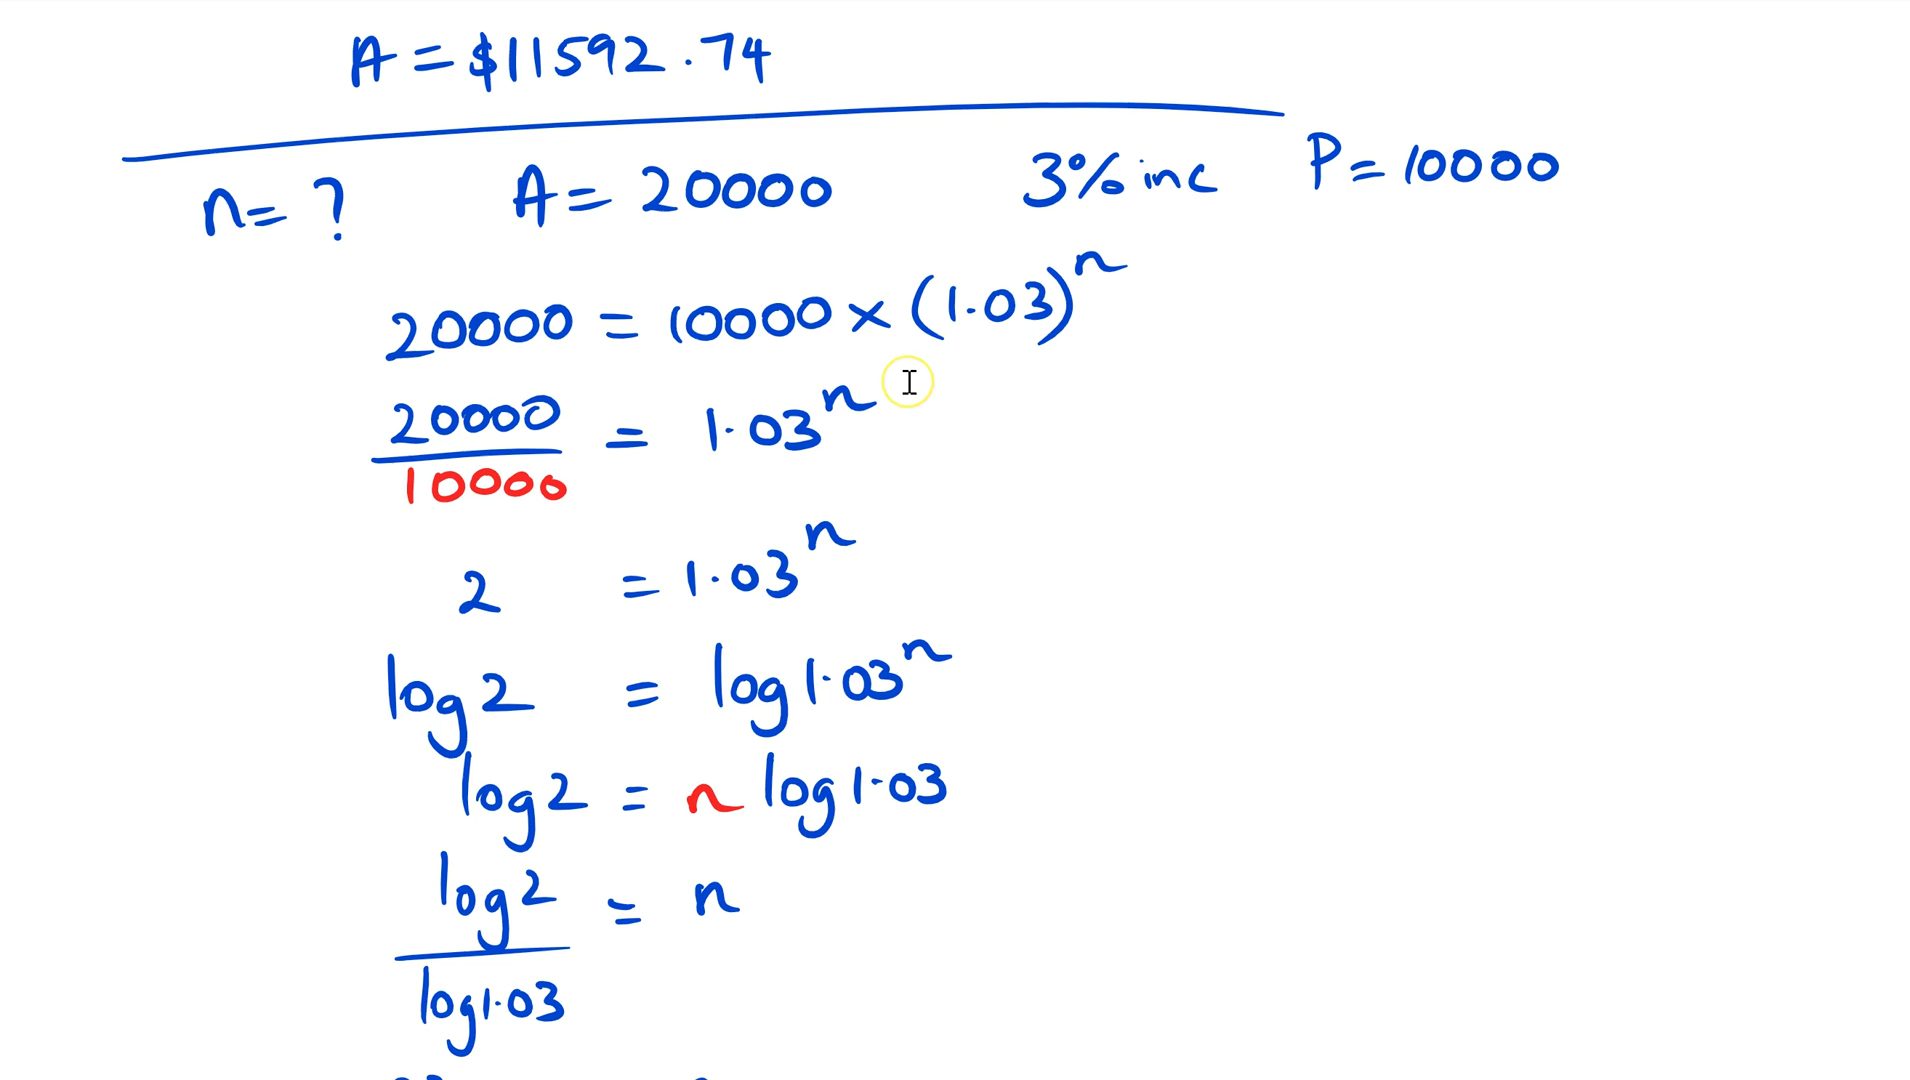 A = $11592.74
n = ? A = 20000 3% inc P = 10000
20000 = 10000 × (1.03)^n
20000/10000 = 1.03^n
2 = 1.03^n
log 2 = log 1.03^n
log 2 = n log 1.03
log 2/log 1.03 = n